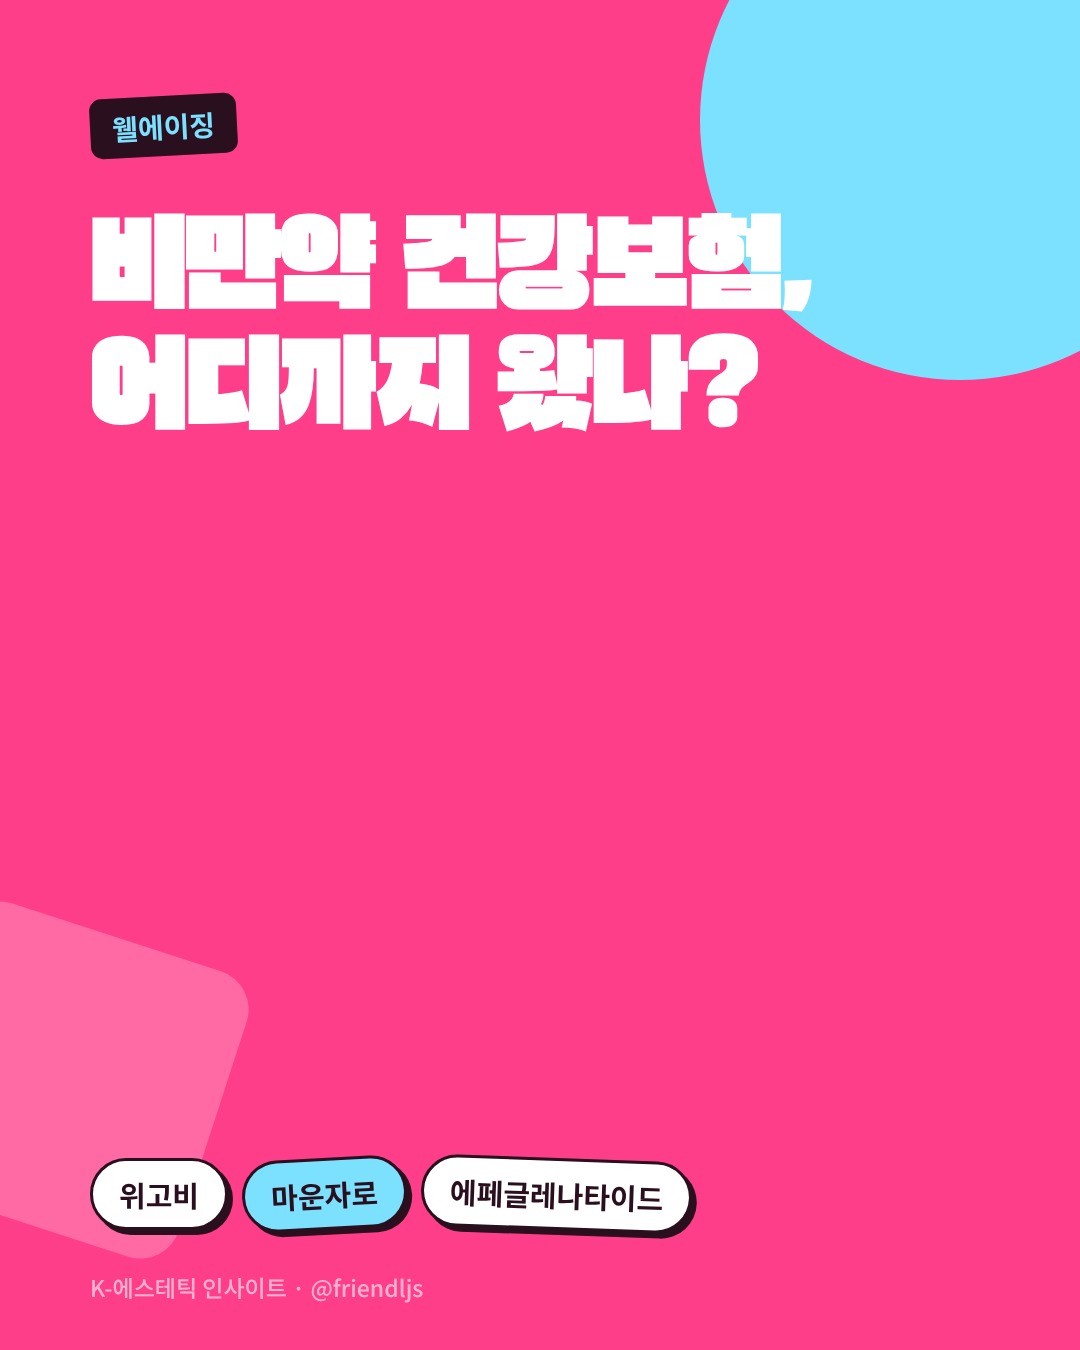 웰에이징
비만약 건강보험,
어디까지 왔나?
위고비 마운자로 에페글레나타이드
K-에스테틱 인사이트 · @friendljs